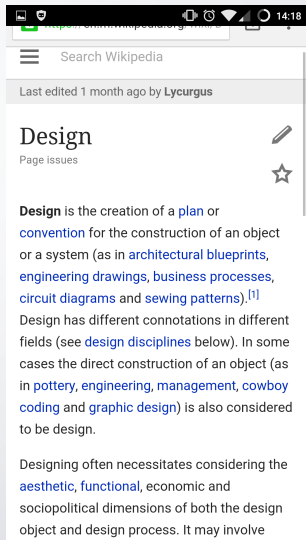 14:18
Search Wikipedia
Last edited 1 month ago by Lycurgus
Design
Page issues
Design is the creation of a plan or
convention for the construction of an object
or a system (as in architectural blueprints,
engineering drawings, business processes,
circuit diagrams and sewing patterns).[1]
Design has different connotations in different
fields (see design disciplines below). In some
cases the direct construction of an object (as
in pottery, engineering, management, cowboy
coding and graphic design) is also considered
to be design.
Designing often necessitates considering the
aesthetic, functional, economic and
sociopolitical dimensions of both the design
object and design process. It may involve